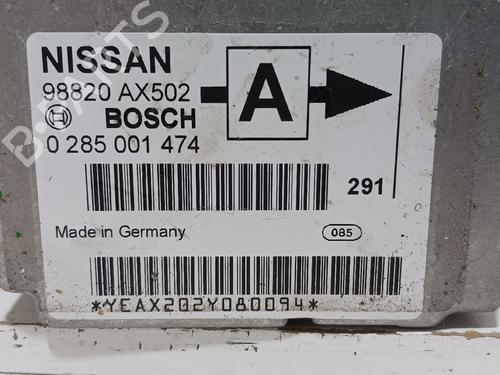 NISSAN
98820 AX502
A
BOSCH
0 285 001 474
291
Made in Germany
085
*YEAX202Y080094*